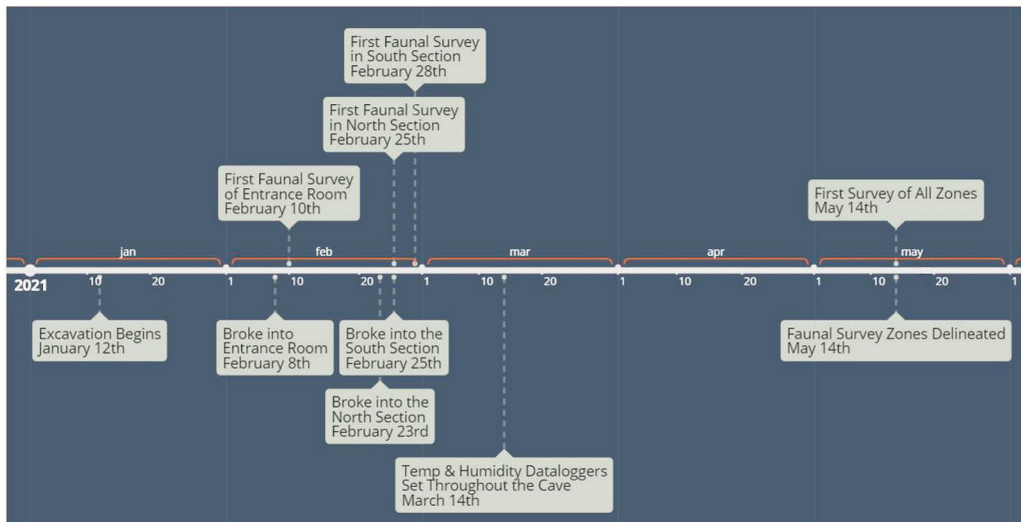 First Faunal Survey
in South Section
February 28th
First Faunal Survey
in North Section
February 25th
First Faunal Survey
of Entrance Room
February 10th
First Survey of All Zones
May 14th
jan
feb
mar
apr
may
2021
10
20
1
10
20
1
10
20
1
10
20
1
10
20
1
Excavation Begins
January 12th
Broke into
Entrance Room
February 8th
Broke into the
South Section
February 25th
Faunal Survey Zones Delineated
May 14th
Broke into the
North Section
February 23rd
Temp & Humidity Dataloggers
Set Throughout the Cave
March 14th